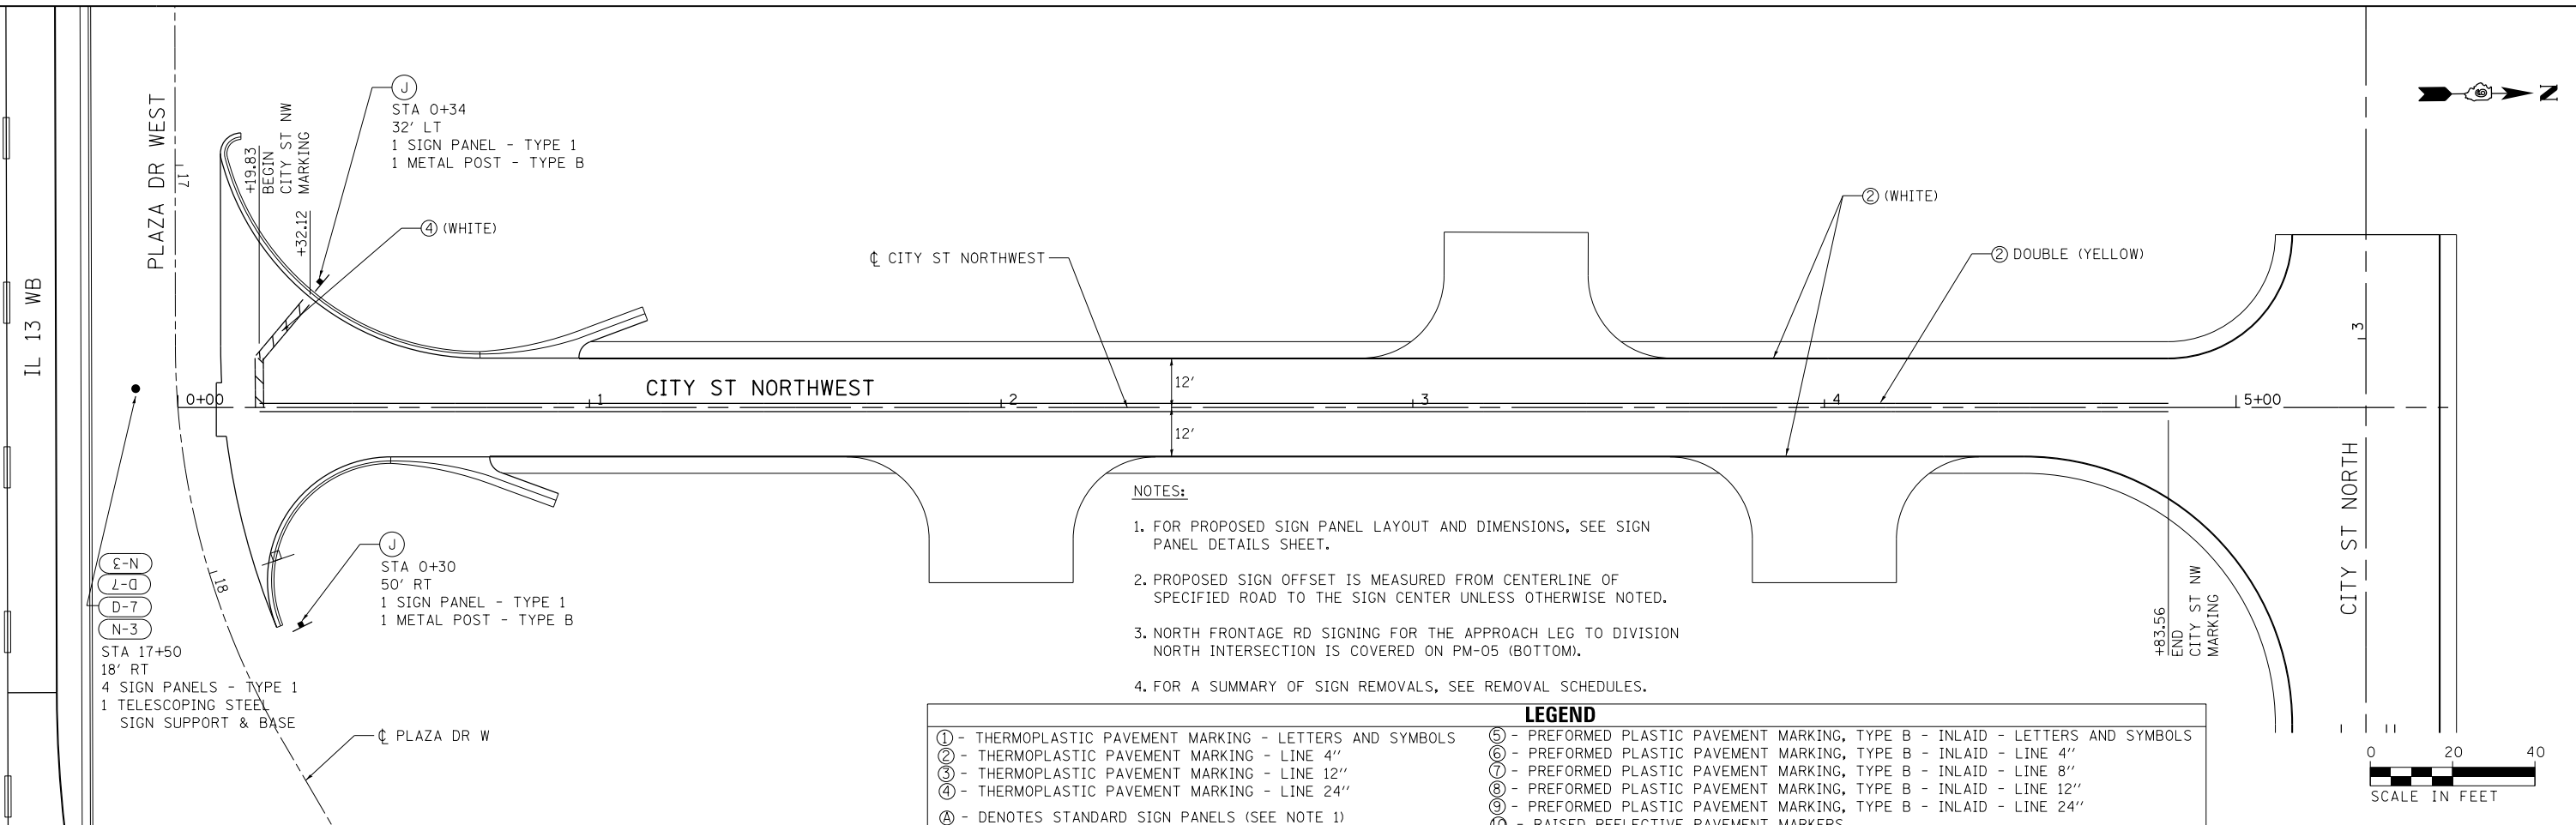 IL 13 WB
PLAZA DR WEST
17
+19.83
BEGIN
CITY ST NW
MARKING
+32.12
J
STA 0+34
32' LT
1 SIGN PANEL - TYPE 1
1 METAL POST - TYPE B
4 (WHITE)
℄ CITY ST NORTHWEST
2 (WHITE)
2 DOUBLE (YELLOW)
N
3
0+00
1
CITY ST NORTHWEST
2
12'
12'
3
4
5+00
CITY ST NORTH
N-3
D-7
D-7
N-3
STA 17+50
18' RT
4 SIGN PANELS - TYPE 1
1 TELESCOPING STEEL
SIGN SUPPORT & BASE
18
J
STA 0+30
50' RT
1 SIGN PANEL - TYPE 1
1 METAL POST - TYPE B
℄ PLAZA DR W
NOTES:
1. FOR PROPOSED SIGN PANEL LAYOUT AND DIMENSIONS, SEE SIGN
PANEL DETAILS SHEET.
2. PROPOSED SIGN OFFSET IS MEASURED FROM CENTERLINE OF
SPECIFIED ROAD TO THE SIGN CENTER UNLESS OTHERWISE NOTED.
3. NORTH FRONTAGE RD SIGNING FOR THE APPROACH LEG TO DIVISION
NORTH INTERSECTION IS COVERED ON PM-05 (BOTTOM).
4. FOR A SUMMARY OF SIGN REMOVALS, SEE REMOVAL SCHEDULES.
+83.56
END
CITY ST NW
MARKING
LEGEND
1 - THERMOPLASTIC PAVEMENT MARKING - LETTERS AND SYMBOLS
2 - THERMOPLASTIC PAVEMENT MARKING - LINE 4''
3 - THERMOPLASTIC PAVEMENT MARKING - LINE 12''
4 - THERMOPLASTIC PAVEMENT MARKING - LINE 24''
A - DENOTES STANDARD SIGN PANELS (SEE NOTE 1)
5 - PREFORMED PLASTIC PAVEMENT MARKING, TYPE B - INLAID - LETTERS AND SYMBOLS
6 - PREFORMED PLASTIC PAVEMENT MARKING, TYPE B - INLAID - LINE 4''
7 - PREFORMED PLASTIC PAVEMENT MARKING, TYPE B - INLAID - LINE 8''
8 - PREFORMED PLASTIC PAVEMENT MARKING, TYPE B - INLAID - LINE 12''
9 - PREFORMED PLASTIC PAVEMENT MARKING, TYPE B - INLAID - LINE 24''
10 - RAISED REFLECTIVE PAVEMENT MARKERS
0 20 40
SCALE IN FEET